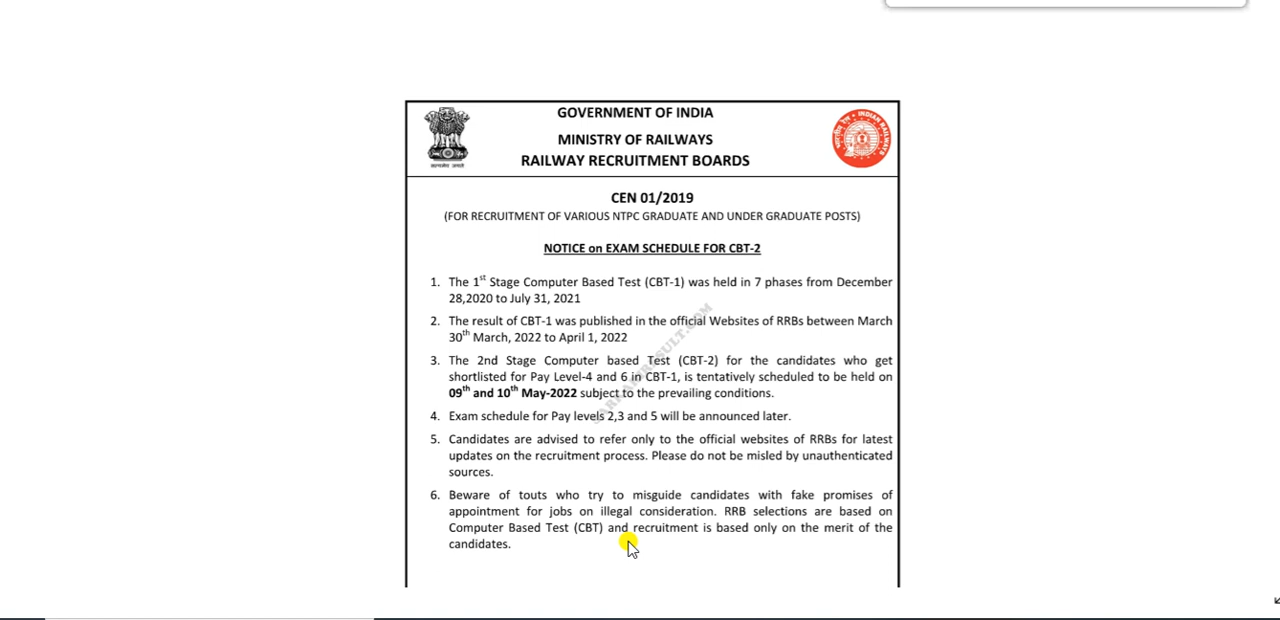 GOVERNMENT OF INDIA
MINISTRY OF RAILWAYS
RAILWAY RECRUITMENT BOARDS
CEN 01/2019
(FOR RECRUITMENT OF VARIOUS NTPC GRADUATE AND UNDER GRADUATE POSTS)
NOTICE on EXAM SCHEDULE FOR CBT-2
1. The 1st Stage Computer Based Test (CBT-1) was held in 7 phases from December
28,2020 to July 31, 2021
2. The result of CBT-1 was published in the official Websites of RRBs between March
30th March, 2022 to April 1, 2022
3. The 2nd Stage Computer based Test (CBT-2) for the candidates who get
shortlisted for Pay Level-4 and 6 in CBT-1, is tentatively scheduled to be held on
09th and 10th May-2022 subject to the prevailing conditions.
4. Exam schedule for Pay levels 2,3 and 5 will be announced later.
5. Candidates are advised to refer only to the official websites of RRBs for latest
updates on the recruitment process. Please do not be misled by unauthenticated
sources.
6. Beware of touts who try to misguide candidates with fake promises of
appointment for jobs on illegal consideration. RRB selections are based on
Computer Based Test (CBT) and recruitment is based only on the merit of the
candidates.